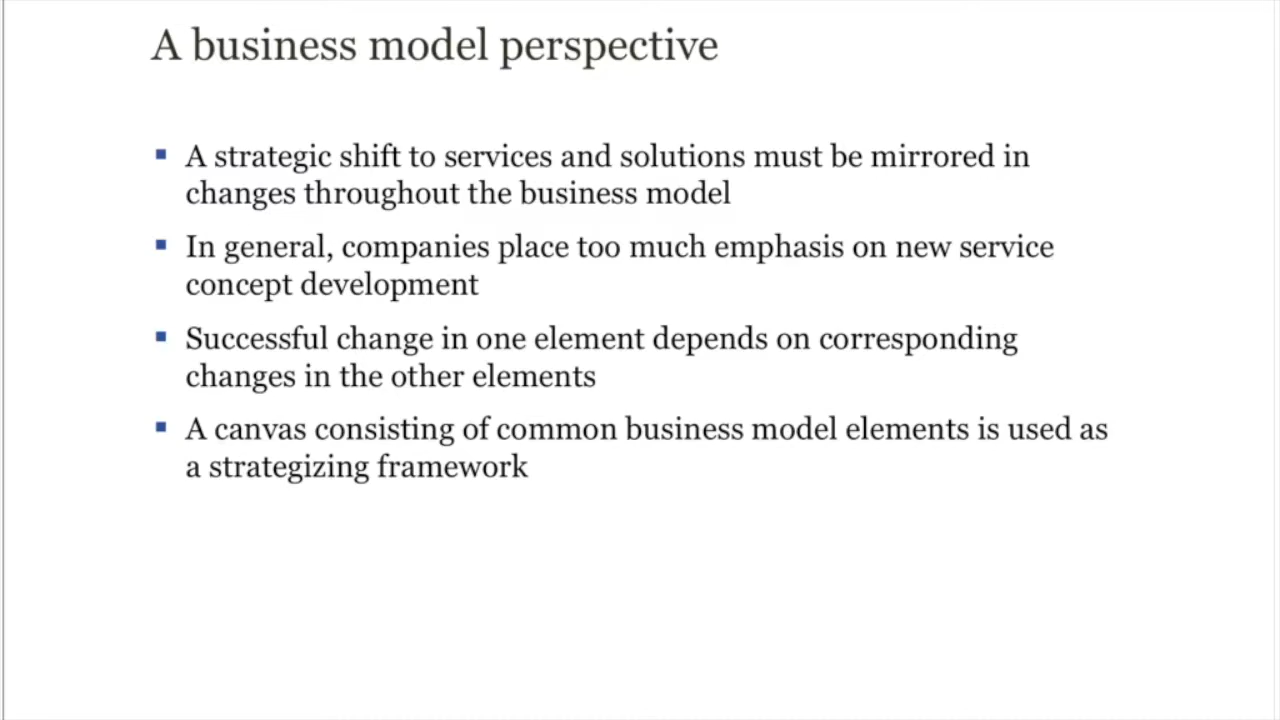 A business model perspective
▪ A strategic shift to services and solutions must be mirrored in
changes throughout the business model
▪ In general, companies place too much emphasis on new service
concept development
▪ Successful change in one element depends on corresponding
changes in the other elements
▪ A canvas consisting of common business model elements is used as
a strategizing framework